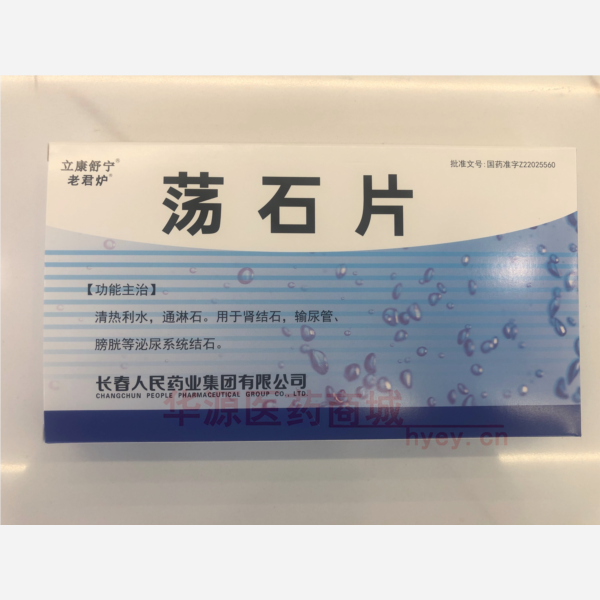 立康舒宁®
老君炉®
批准文号：国药准字Z22025560
荡石片
【功能主治】
清热利水，通淋石。用于肾结石，输尿管、
膀胱等泌尿系统结石。
长春人民药业集团有限公司
CHANGCHUN PEOPLE PHARMACEUTICAL GROUP CO., LTD
华源医药商城
hyey.cn